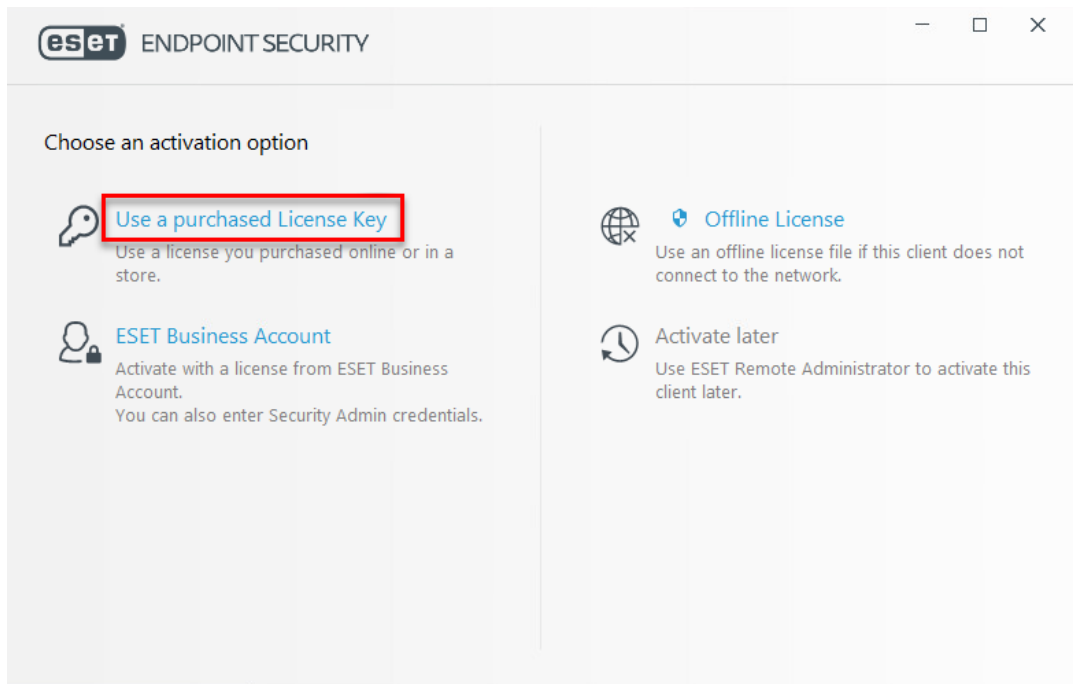 eset ENDPOINT SECURITY
Choose an activation option
Use a purchased License Key
Use a license you purchased online or in a
store.
ESET Business Account
Activate with a license from ESET Business
Account.
You can also enter Security Admin credentials.
Offline License
Use an offline license file if this client does not
connect to the network.
Activate later
Use ESET Remote Administrator to activate this
client later.